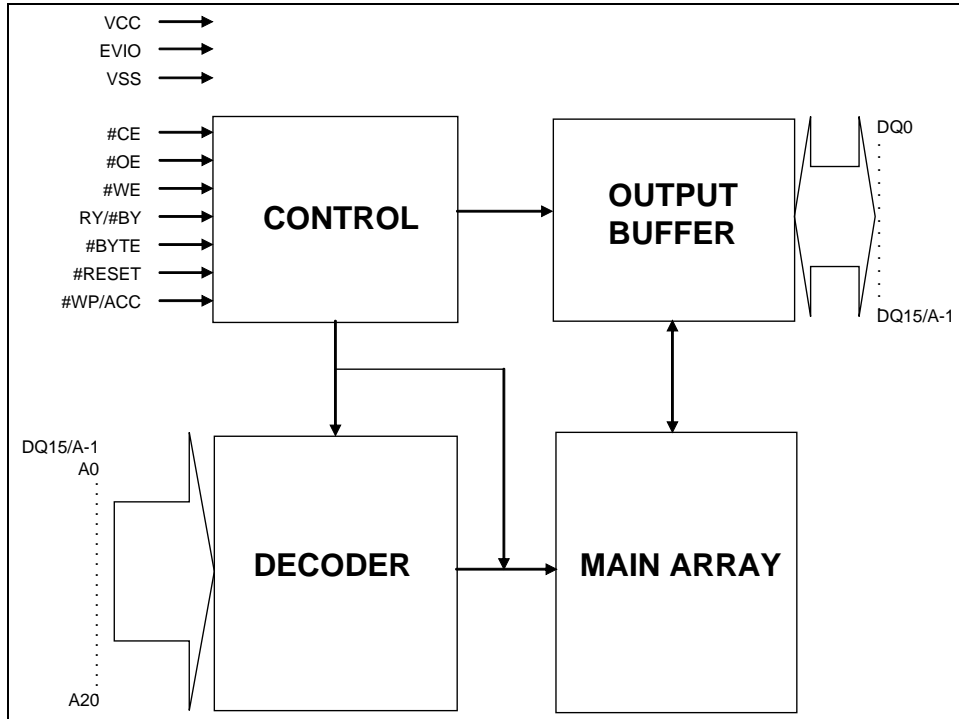 VCC
EVIO
VSS
#CE
#OE
#WE
RY/#BY
#BYTE
#RESET
#WP/ACC
CONTROL
OUTPUT
BUFFER
DQ0
DQ15/A-1
DQ15/A-1
A0
A20
DECODER
MAIN ARRAY